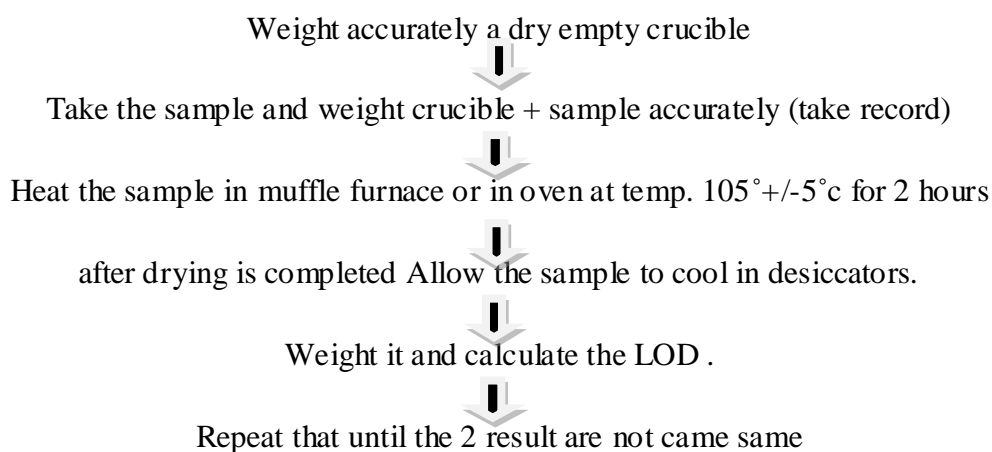 Weight accurately a dry empty crucible
Take the sample and weight crucible + sample accurately (take record)
Heat the sample in muffle furnace or in oven at temp. 105˚+/-5˚c for 2 hours
after drying is completed Allow the sample to cool in desiccators.
Weight it and calculate the LOD .
Repeat that until the 2 result are not came same